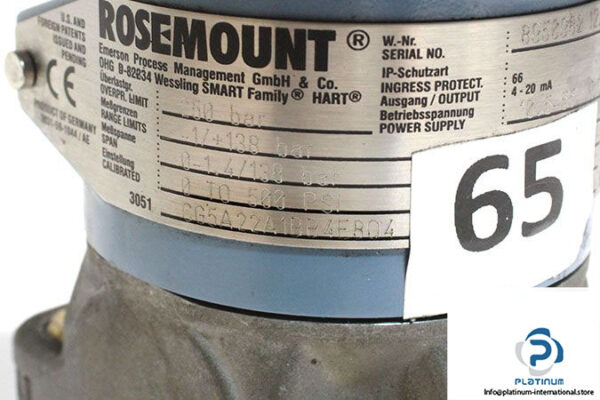 U.S. AND
FOREIGN PATENTS
ISSUED AND
PENDING
CE
PRODUCT OF GERMANY
ROSEMOUNT ®
Emerson Process Management GmbH & Co.
OHG D-82234 Wessling SMART Family ® HART ®
Überlastgr.
OVERPR. LIMIT
bar
Meßgrenzen
RANGE LIMITS
-1/+138 bar
Meßspanne
SPAN
0-1,4/138 bar
Einstellung
CALIBRATED
0 TO 500 PSI
3051
W.-Nr.
SERIAL NO.
IP-Schutzart
INGRESS PROTECT. 66
Ausgang / OUTPUT 4 - 20 mA
Betriebsspannung
POWER SUPPLY
65
PLATINUM
Info@platinum-international.store